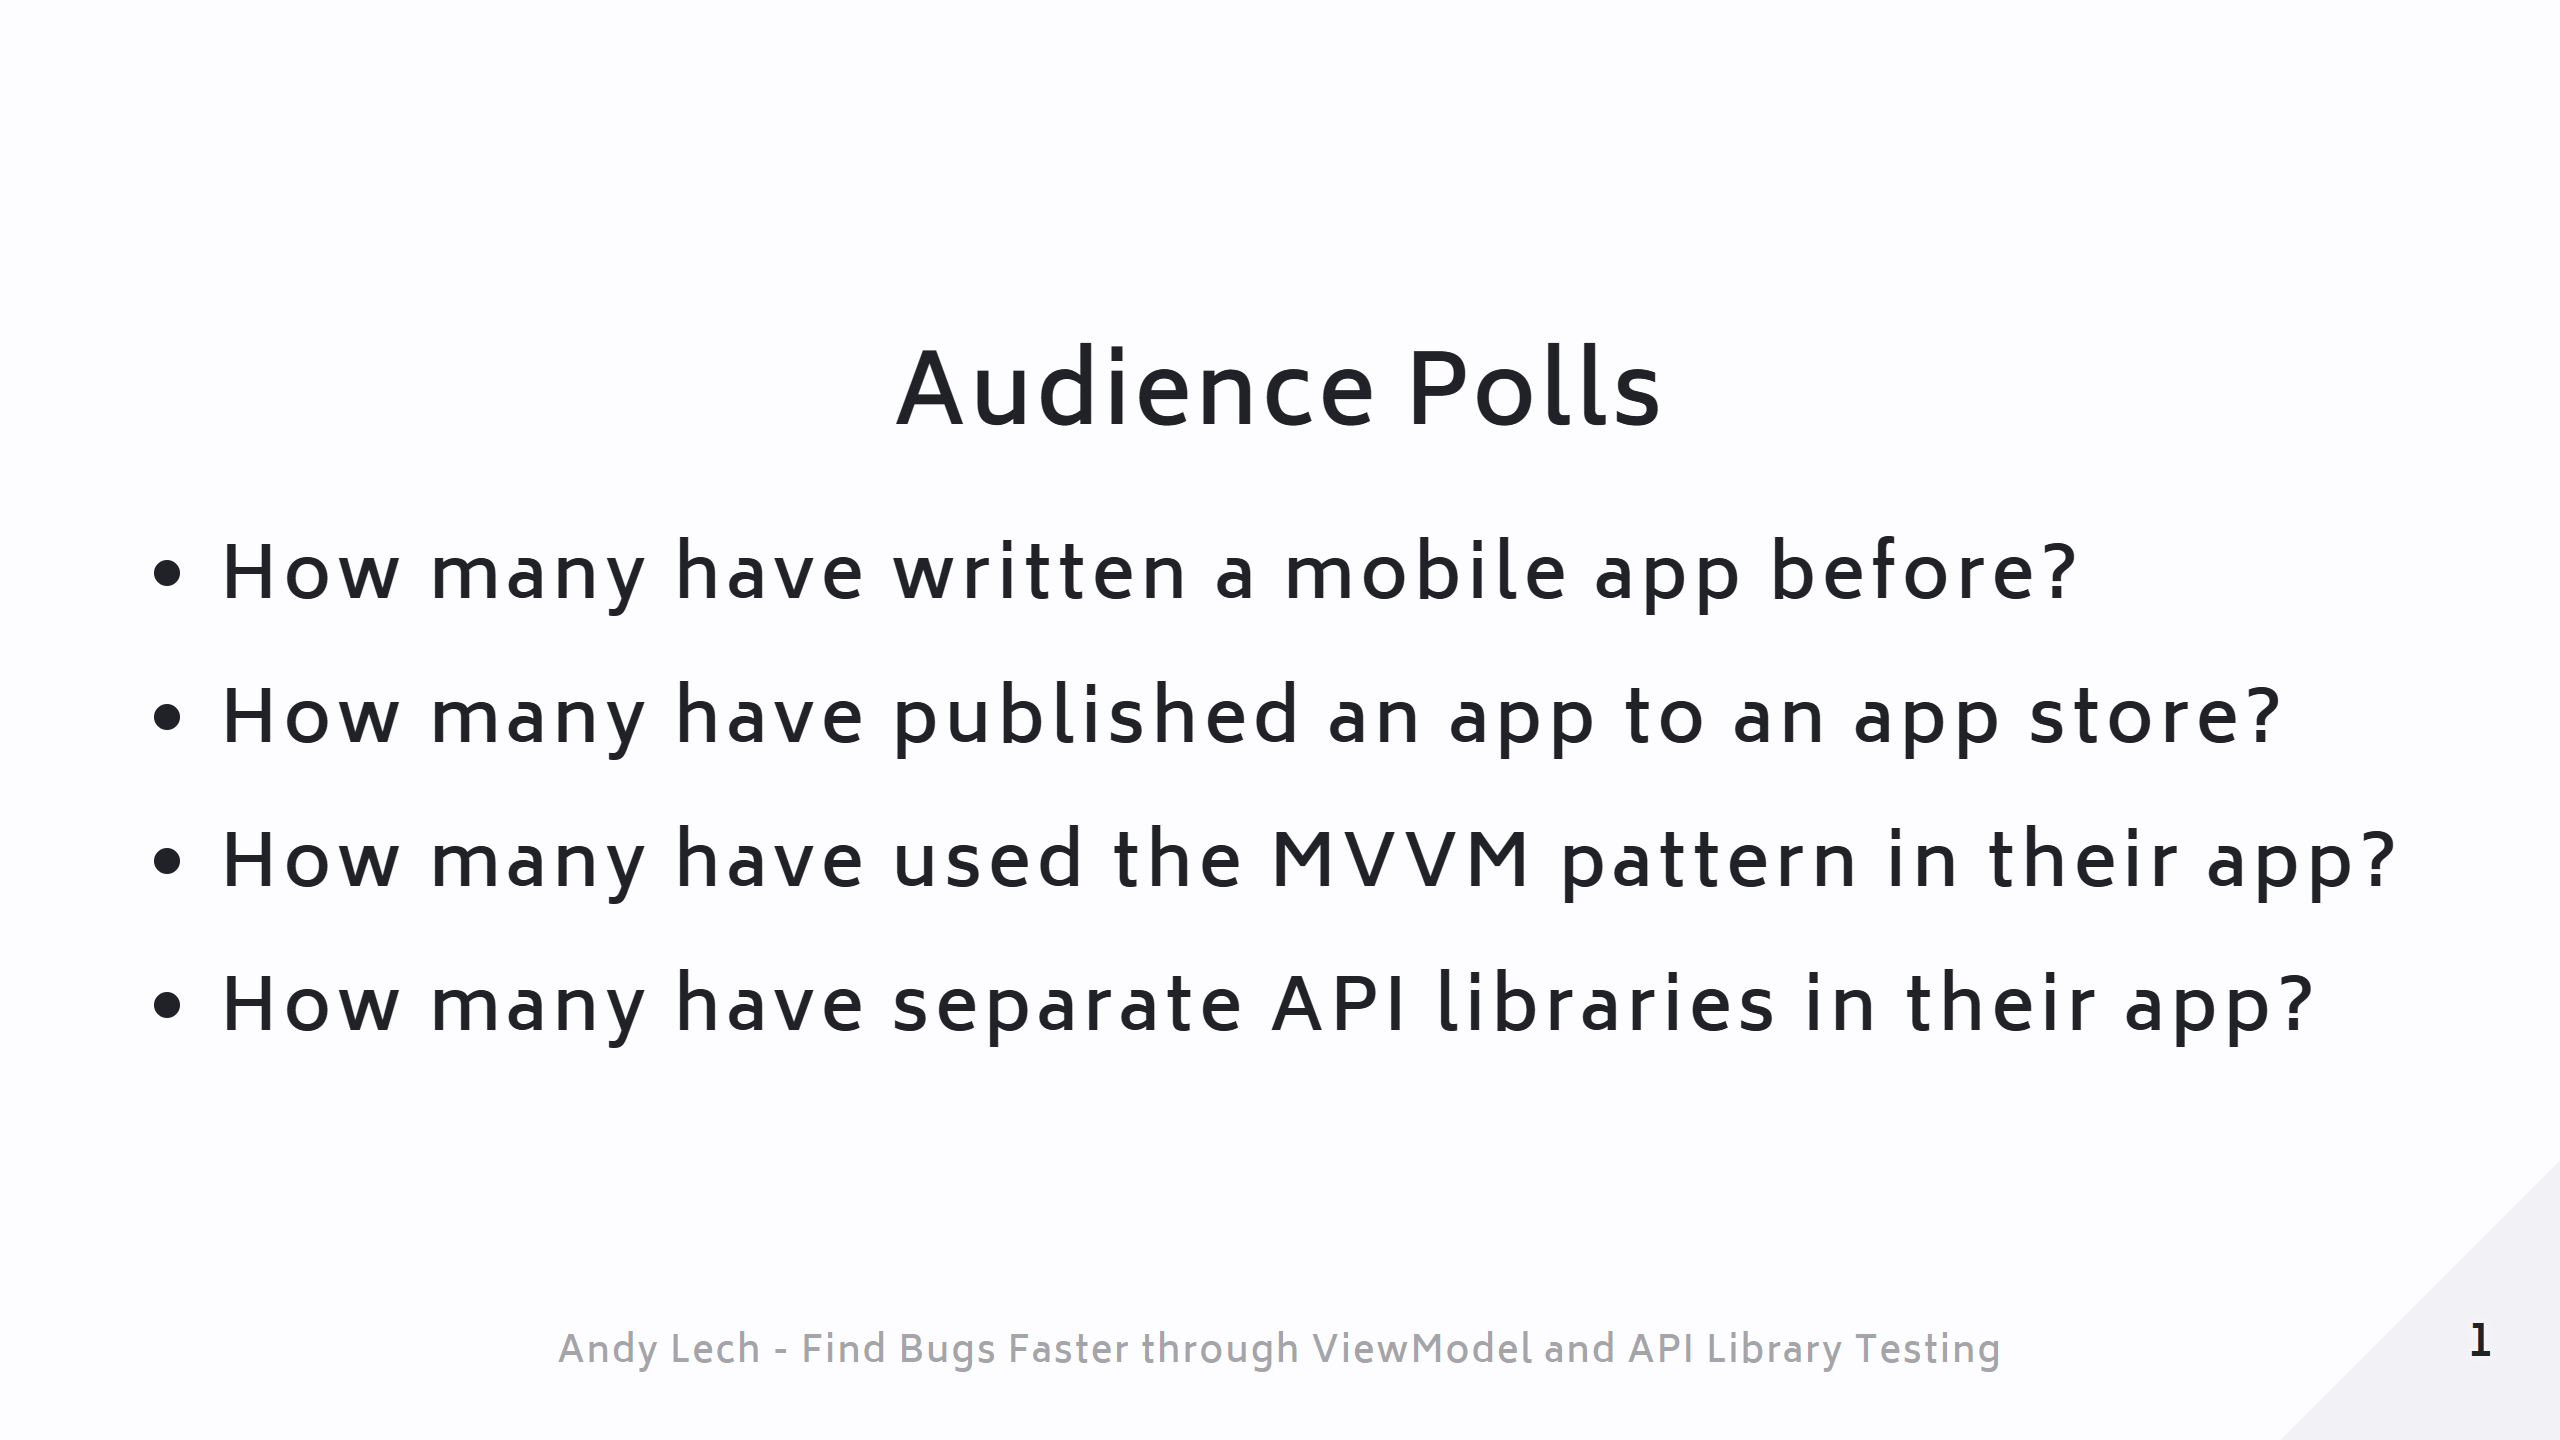 Audience Polls
• How many have written a mobile app before?
• How many have published an app to an app store?
• How many have used the MVVM pattern in their app?
• How many have separate API libraries in their app?
Andy Lech - Find Bugs Faster through ViewModel and API Library Testing
1